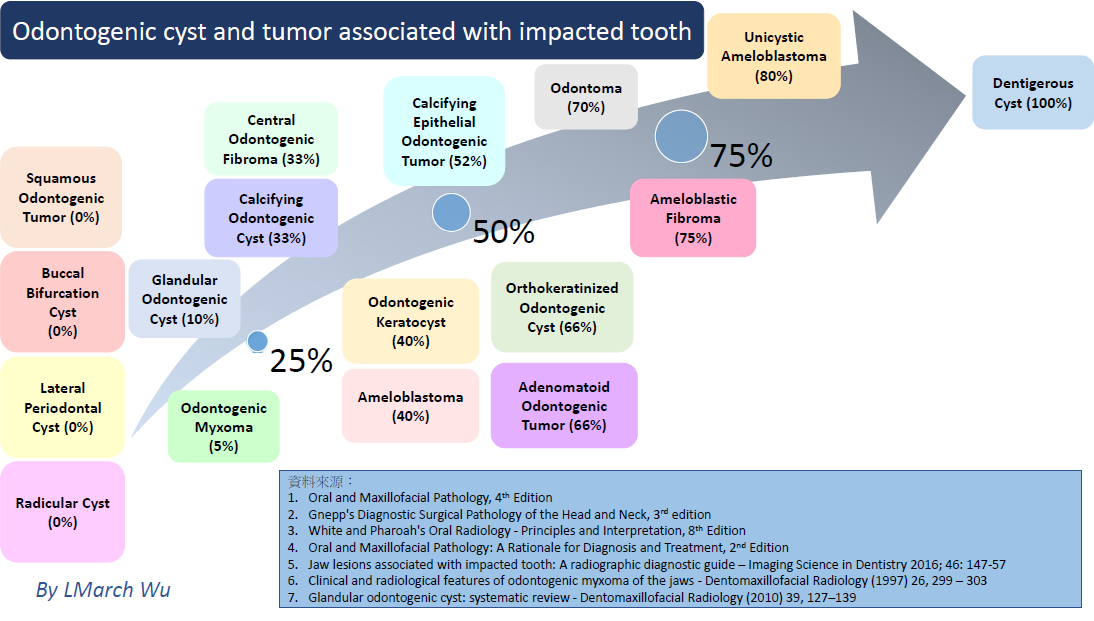 Odontogenic cyst and tumor associated with impacted tooth
Squamous
Odontogenic
Tumor (0%)
Buccal
Bifurcation
Cyst
(0%)
Lateral
Periodontal
Cyst (0%)
Radicular Cyst
(0%)
Glandular
Odontogenic
Cyst (10%)
Odontogenic
Myxoma
(5%)
Central
Odontogenic
Fibroma (33%)
Calcifying
Odontogenic
Cyst (33%)
25%
Calcifying
Epithelial
Odontogenic
Tumor (52%)
50%
Odontogenic
Keratocyst
(40%)
Ameloblastoma
(40%)
Odontoma
(70%)
Orthokeratinized
Odontogenic
Cyst (66%)
Adenomatoid
Odontogenic
Tumor (66%)
Unicystic
Ameloblastoma
(80%)
75%
Ameloblastic
Fibroma
(75%)
Dentigerous
Cyst (100%)
資料來源：
1. Oral and Maxillofacial Pathology, 4th Edition
2. Gnepp's Diagnostic Surgical Pathology of the Head and Neck, 3rd edition
3. White and Pharoah's Oral Radiology - Principles and Interpretation, 8th Edition
4. Oral and Maxillofacial Pathology: A Rationale for Diagnosis and Treatment, 2nd Edition
5. Jaw lesions associated with impacted tooth: A radiographic diagnostic guide – Imaging Science in Dentistry 2016; 46: 147-57
6. Clinical and radiological features of odontogenic myxoma of the jaws - Dentomaxillofacial Radiology (1997) 26, 299 – 303
7. Glandular odontogenic cyst: systematic review - Dentomaxillofacial Radiology (2010) 39, 127–139
By LMarch Wu